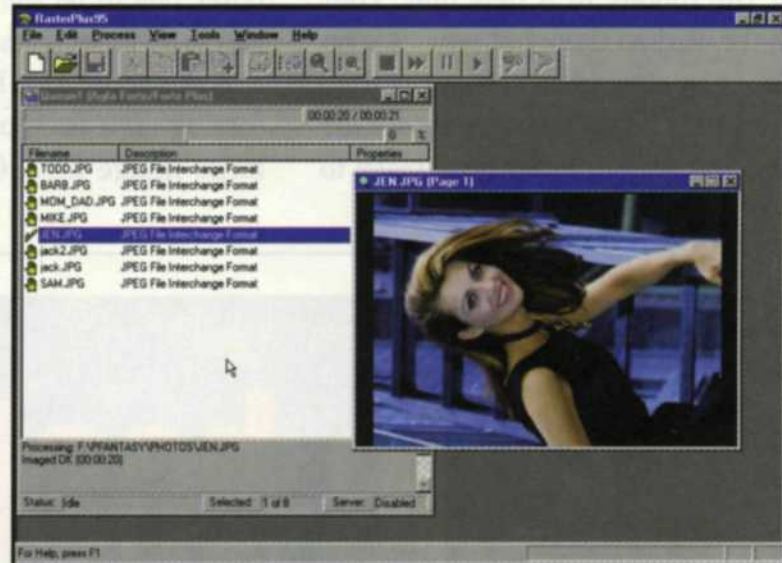 RasterPlus95
File Edit Process View Tools Window Help
00:00:20 / 00:00:21
0 %
Filename Description Properties
TODD.JPG JPEG File Interchange Format
BARB.JPG JPEG File Interchange Format
MOM_DAD.JPG JPEG File Interchange Format
MIKE.JPG JPEG File Interchange Format
JEN.JPG JPEG File Interchange Format
jack2.JPG JPEG File Interchange Format
jack.JPG JPEG File Interchange Format
SAM.JPG JPEG File Interchange Format
JEN.JPG (Page 1)
Processing: F:\PFANTASY\PHOTOS\JEN.JPG
Imaged OK (00:00:20)
Status: Idle Selected: 1 of 8 Server: Disabled
For Help, press F1